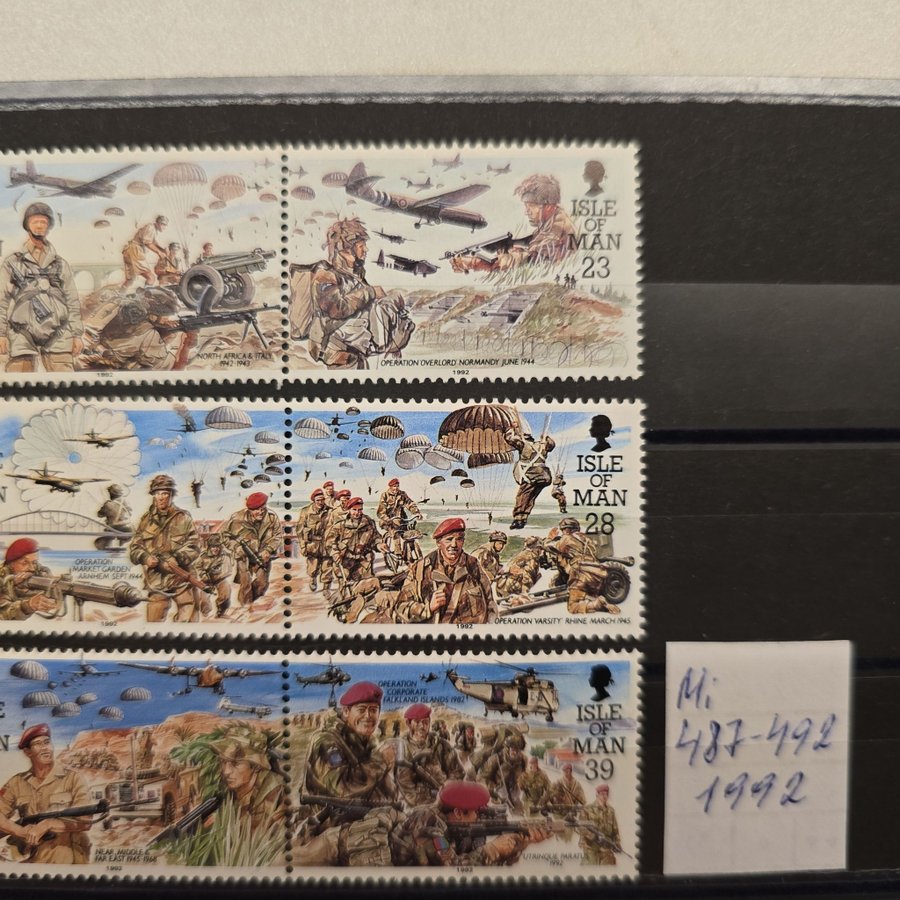 NORTH AFRICA & ITALY
1942-1943
1992
ISLE
OF
MAN
23
OPERATION OVERLORD NORMANDY JUNE 1944
1992
N
OPERATION
MARKET GARDEN
ARNHEM SEPT 1944
1992
ISLE
OF
MAN
28
OPERATION VARSITY RHINE MARCH 1945
1992
N
NEAR, MIDDLE &
FAR EAST 1945-1968
1992
OPERATION
CORPORATE
FALKLAND ISLANDS 1982
ISLE
OF
MAN
39
UTRINQUE PARATUS
1992
1992
Mi
487-492
1992